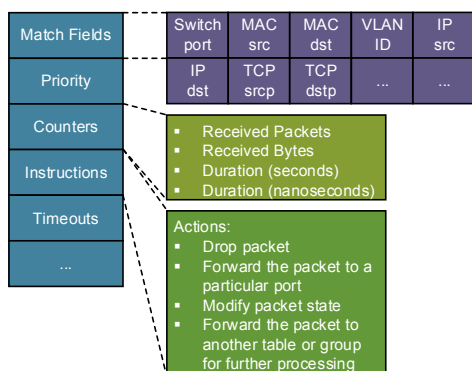 Match Fields
Priority
Counters
Instructions
Timeouts
...
Switch port
MAC src
MAC dst
VLAN ID
IP src
IP dst
TCP srcp
TCP dstp
...
...
▪ Received Packets
▪ Received Bytes
▪ Duration (seconds)
▪ Duration (nanoseconds)
Actions:
▪ Drop packet
▪ Forward the packet to a
particular port
▪ Modify packet state
▪ Forward the packet to
another table or group
for further processing